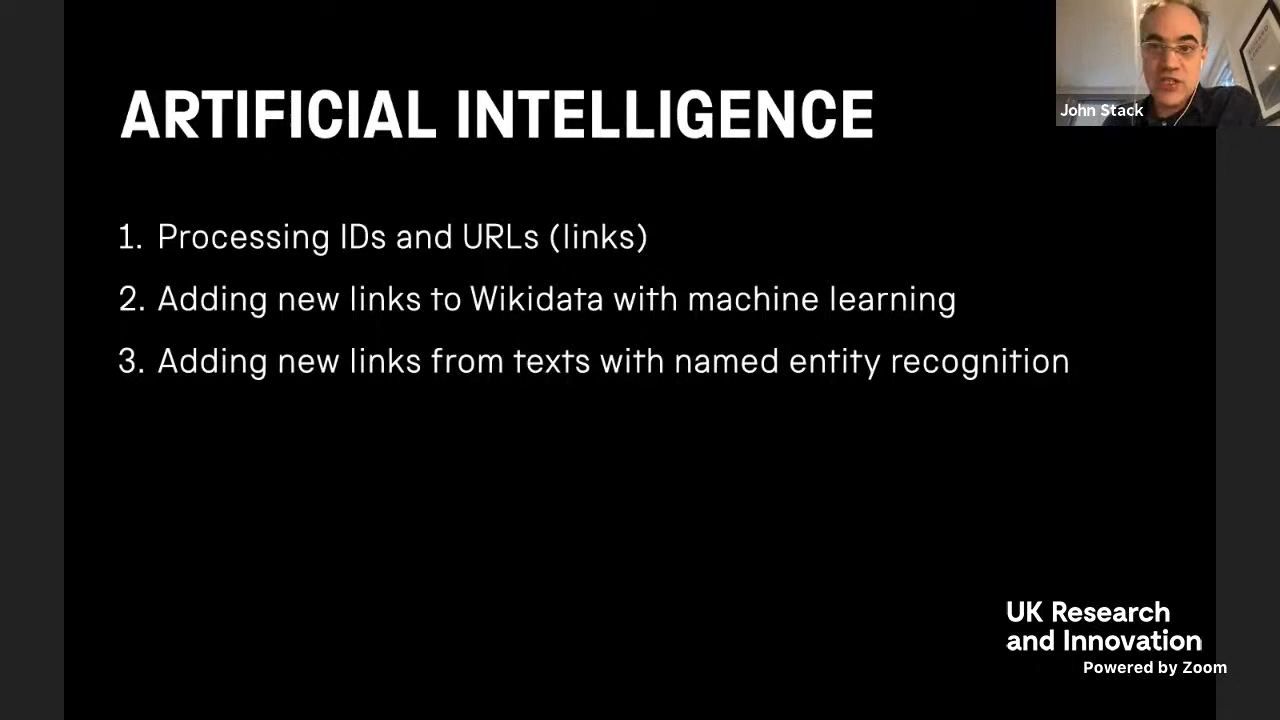 ARTIFICIAL INTELLIGENCE
John Stack
1. Processing IDs and URLs (links)
2. Adding new links to Wikidata with machine learning
3. Adding new links from texts with named entity recognition
UK Research
and Innovation
Powered by Zoom